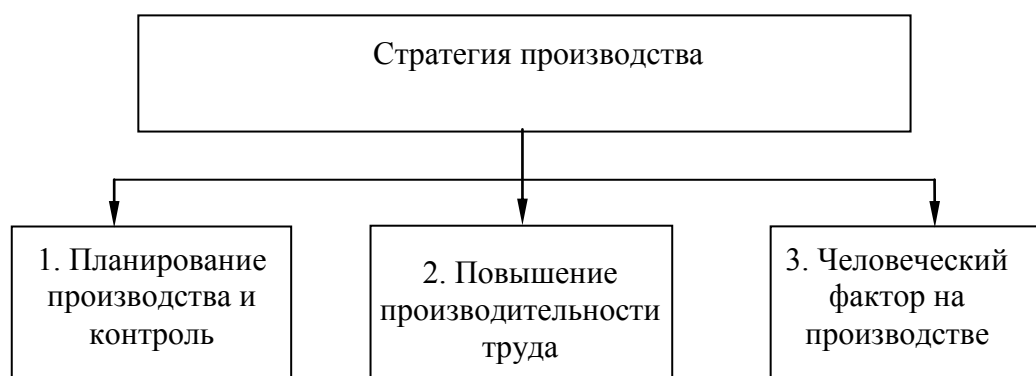 Стратегия производства
1. Планирование
производства и
контроль
2. Повышение
производительности
труда
3. Человеческий
фактор на
производстве